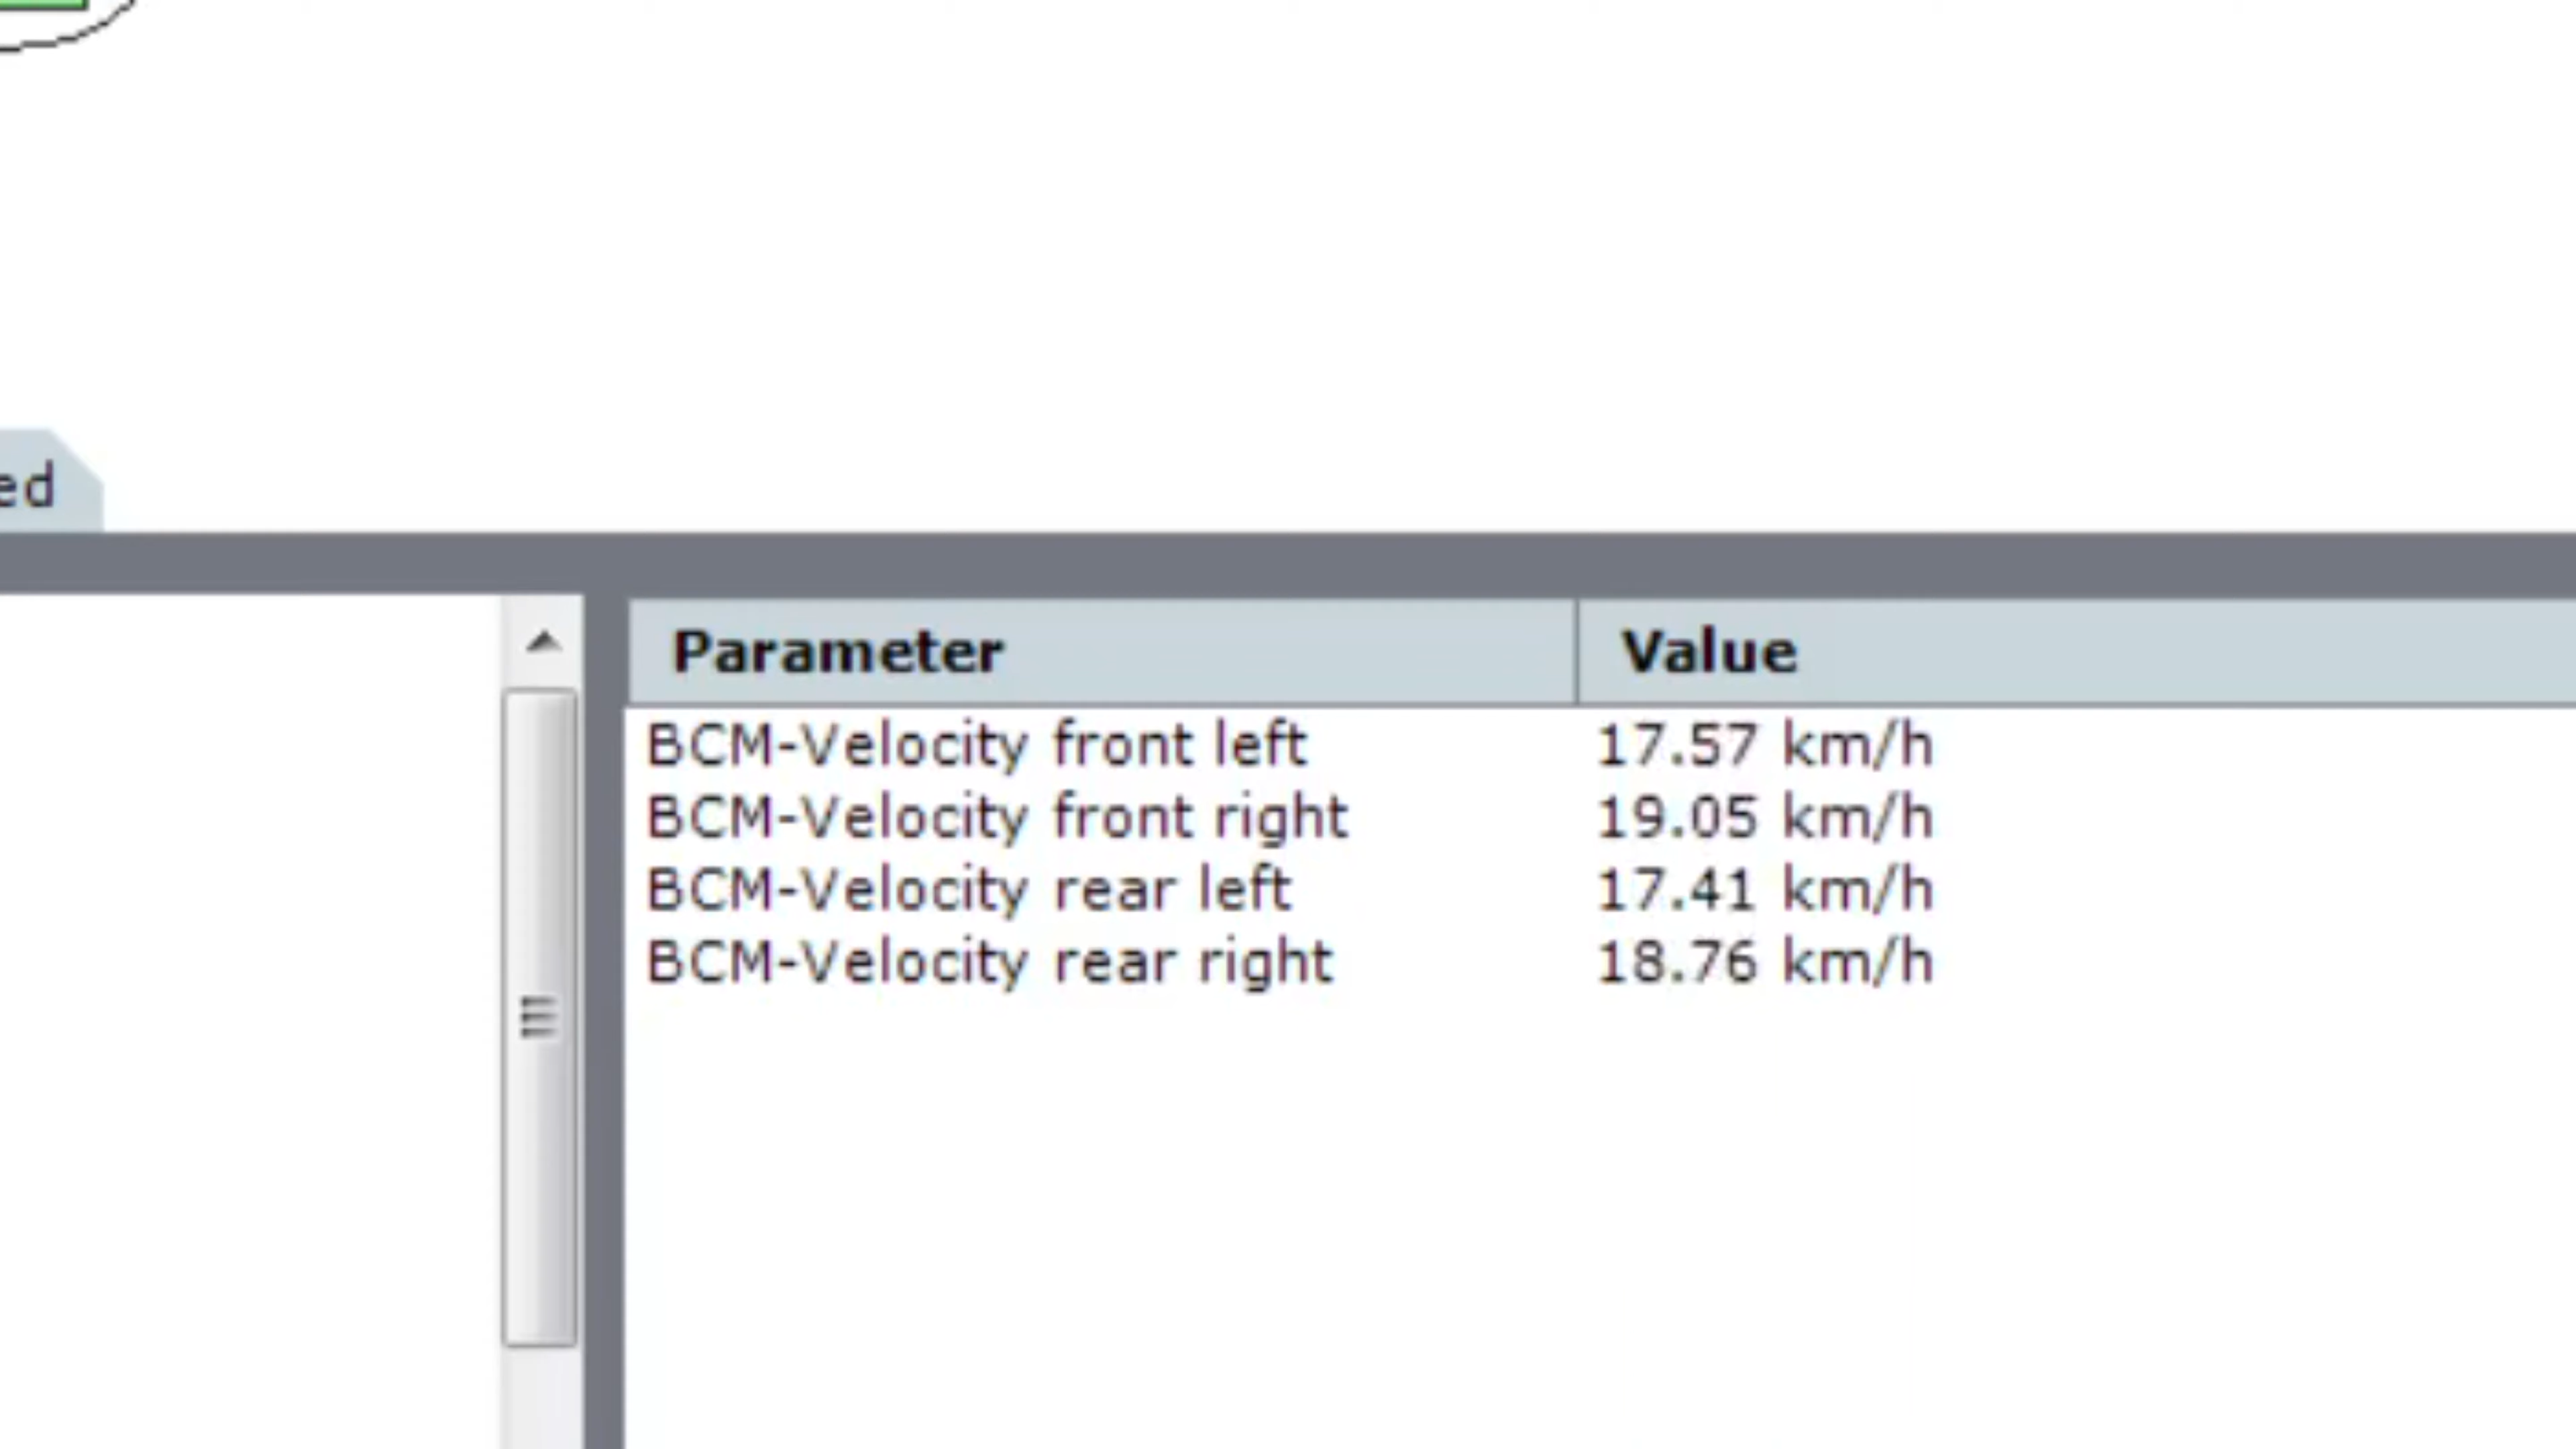 ed
Parameter Value
BCM-Velocity front left 17.57 km/h
BCM-Velocity front right 19.05 km/h
BCM-Velocity rear left 17.41 km/h
BCM-Velocity rear right 18.76 km/h